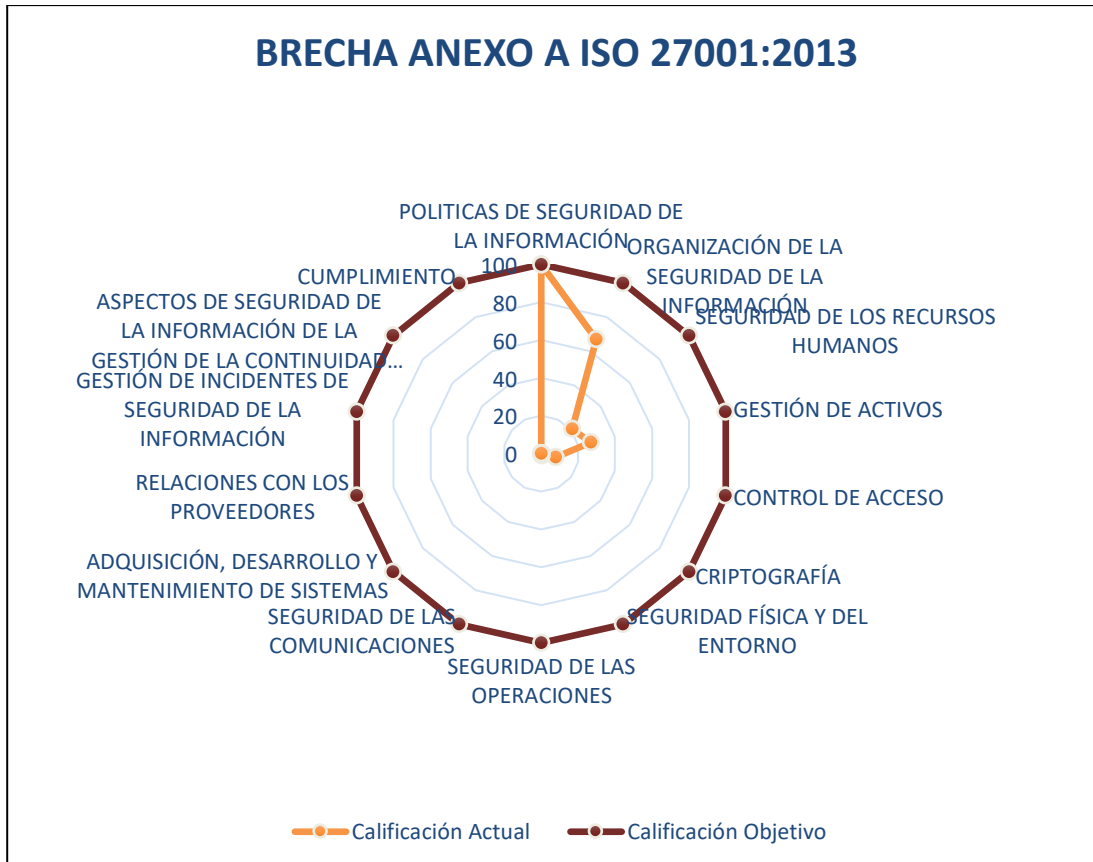 BRECHA ANEXO A ISO 27001:2013
POLITICAS DE SEGURIDAD DE
LA INFORMACIÓN
ORGANIZACIÓN DE LA
SEGURIDAD DE LA
INFORMACIÓN
SEGURIDAD DE LOS RECURSOS
HUMANOS
GESTIÓN DE ACTIVOS
CONTROL DE ACCESO
CRIPTOGRAFÍA
SEGURIDAD FÍSICA Y DEL
ENTORNO
SEGURIDAD DE LAS
OPERACIONES
SEGURIDAD DE LAS
COMUNICACIONES
ADQUISICIÓN, DESARROLLO Y
MANTENIMIENTO DE SISTEMAS
RELACIONES CON LOS
PROVEEDORES
GESTIÓN DE INCIDENTES DE
SEGURIDAD DE LA
INFORMACIÓN
ASPECTOS DE SEGURIDAD DE
LA INFORMACIÓN DE LA
GESTIÓN DE LA CONTINUIDAD...
CUMPLIMIENTO
100
80
60
40
20
0
Calificación Actual
Calificación Objetivo